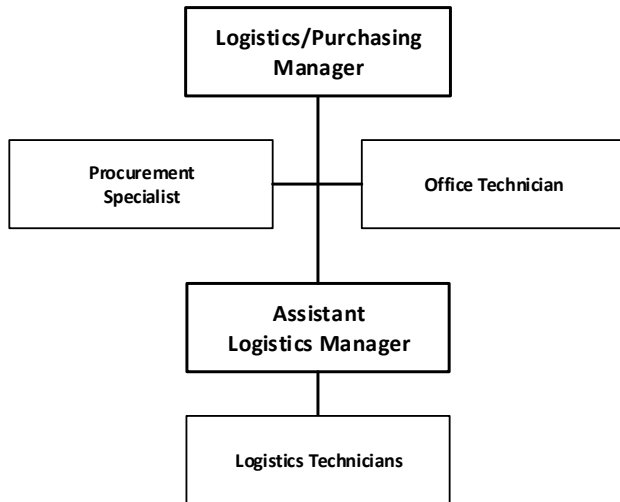 Logistics/Purchasing
Manager
Procurement
Specialist
Office Technician
Assistant
Logistics Manager
Logistics Technicians